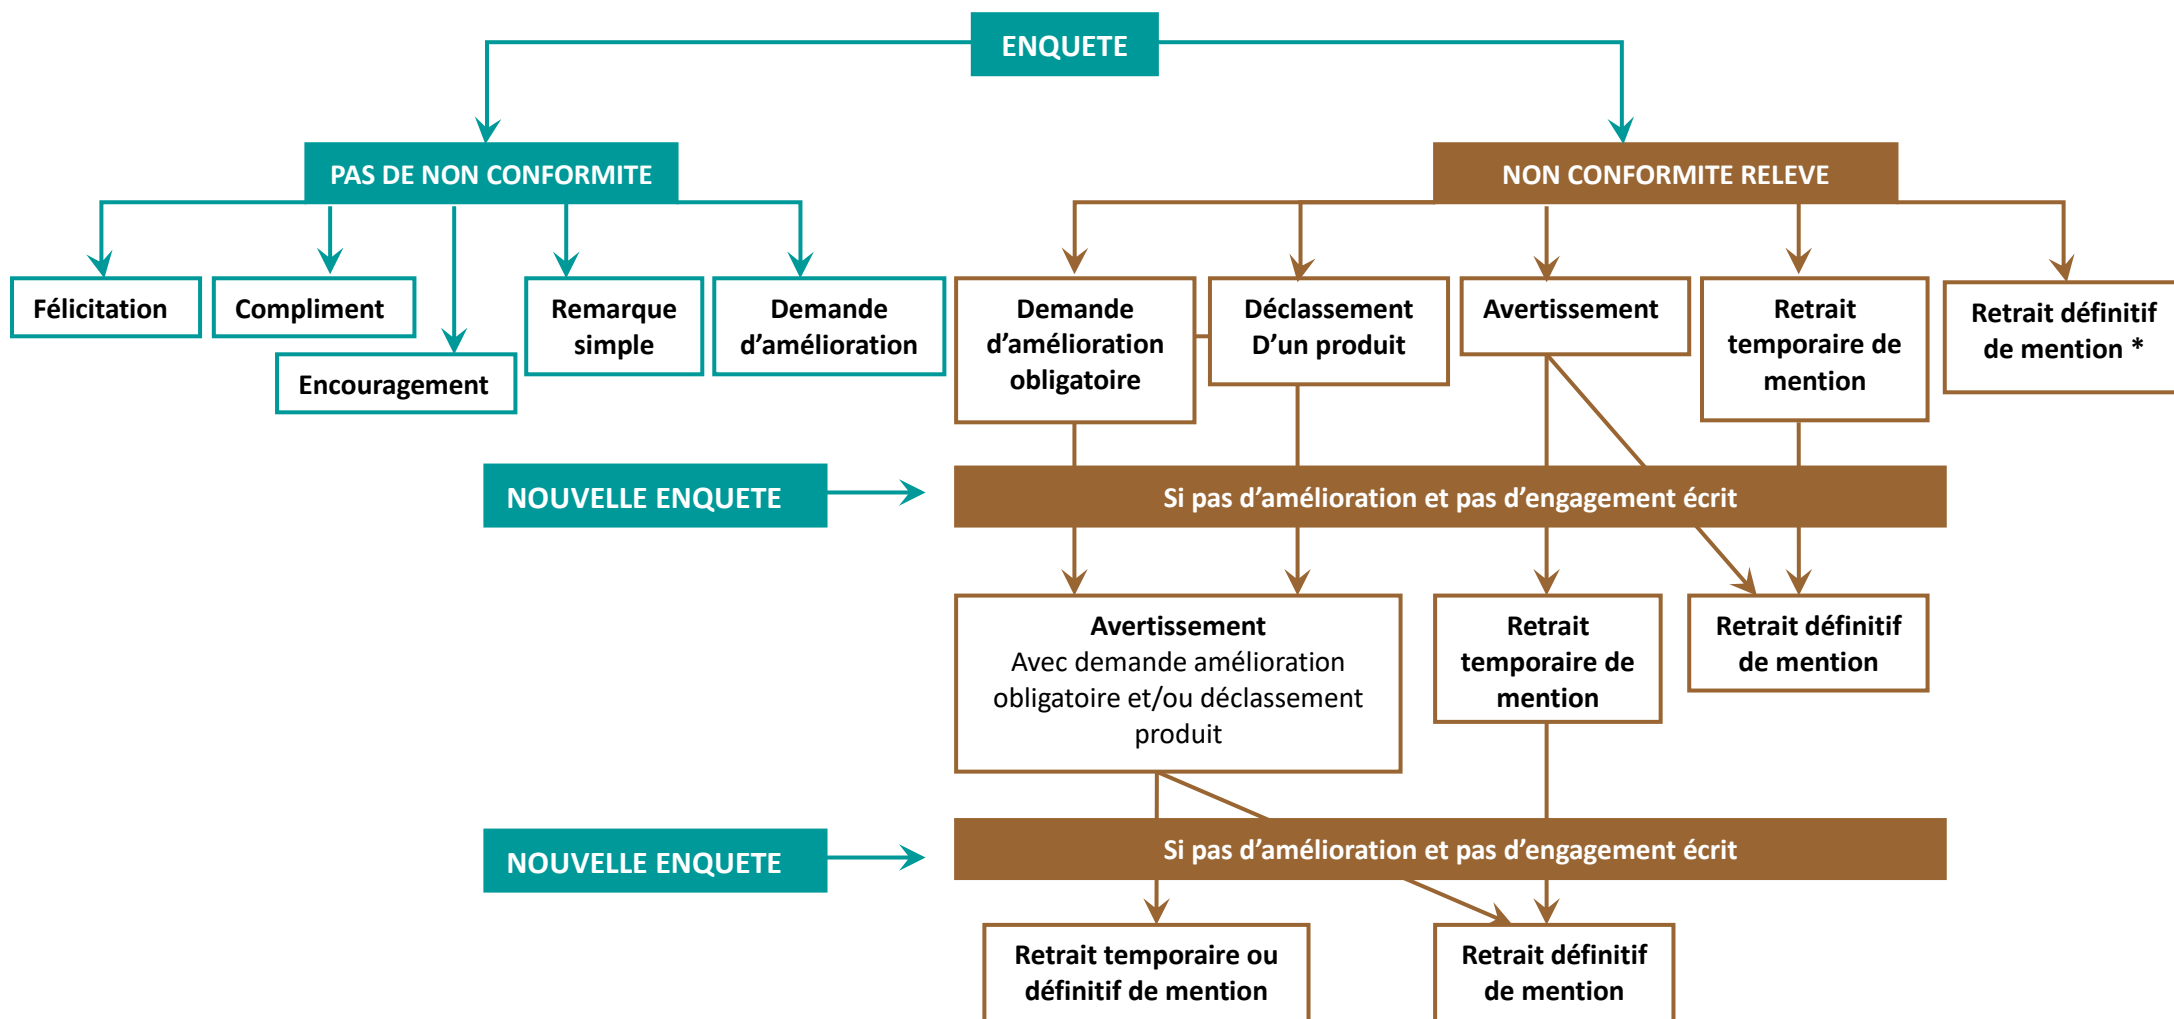 ENQUETE
PAS DE NON CONFORMITE
NON CONFORMITE RELEVE
Félicitation
Compliment
Encouragement
Remarque
simple
Demande
d’amélioration
Demande
d’amélioration
obligatoire
Déclassement
D’un produit
Avertissement
Retrait
temporaire de
mention
Retrait définitif
de mention *
NOUVELLE ENQUETE
Si pas d’amélioration et pas d’engagement écrit
Avertissement
Avec demande amélioration
obligatoire et/ou déclassement
produit
Retrait
temporaire de
mention
Retrait définitif
de mention
NOUVELLE ENQUETE
Si pas d’amélioration et pas d’engagement écrit
Retrait temporaire ou
définitif de mention
Retrait définitif
de mention